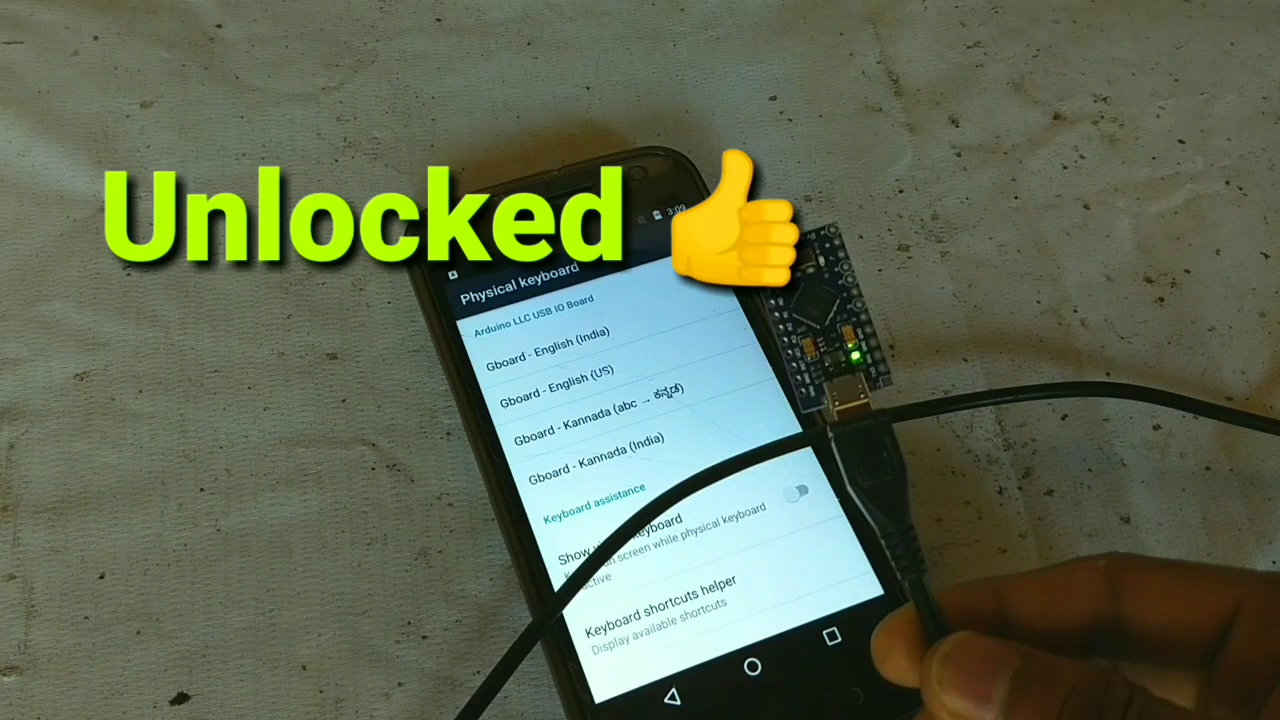 Unlocked 👍
3:09
Physical keyboard
Arduino LLC USB IO Board
Gboard - English (India)
Gboard - English (US)
Gboard - Kannada (abc → ಕನ್ನಡ)
Gboard - Kannada (India)
Keyboard assistance
Show keyboard
on screen while physical keyboard
Keyboard shortcuts helper
Display available shortcuts